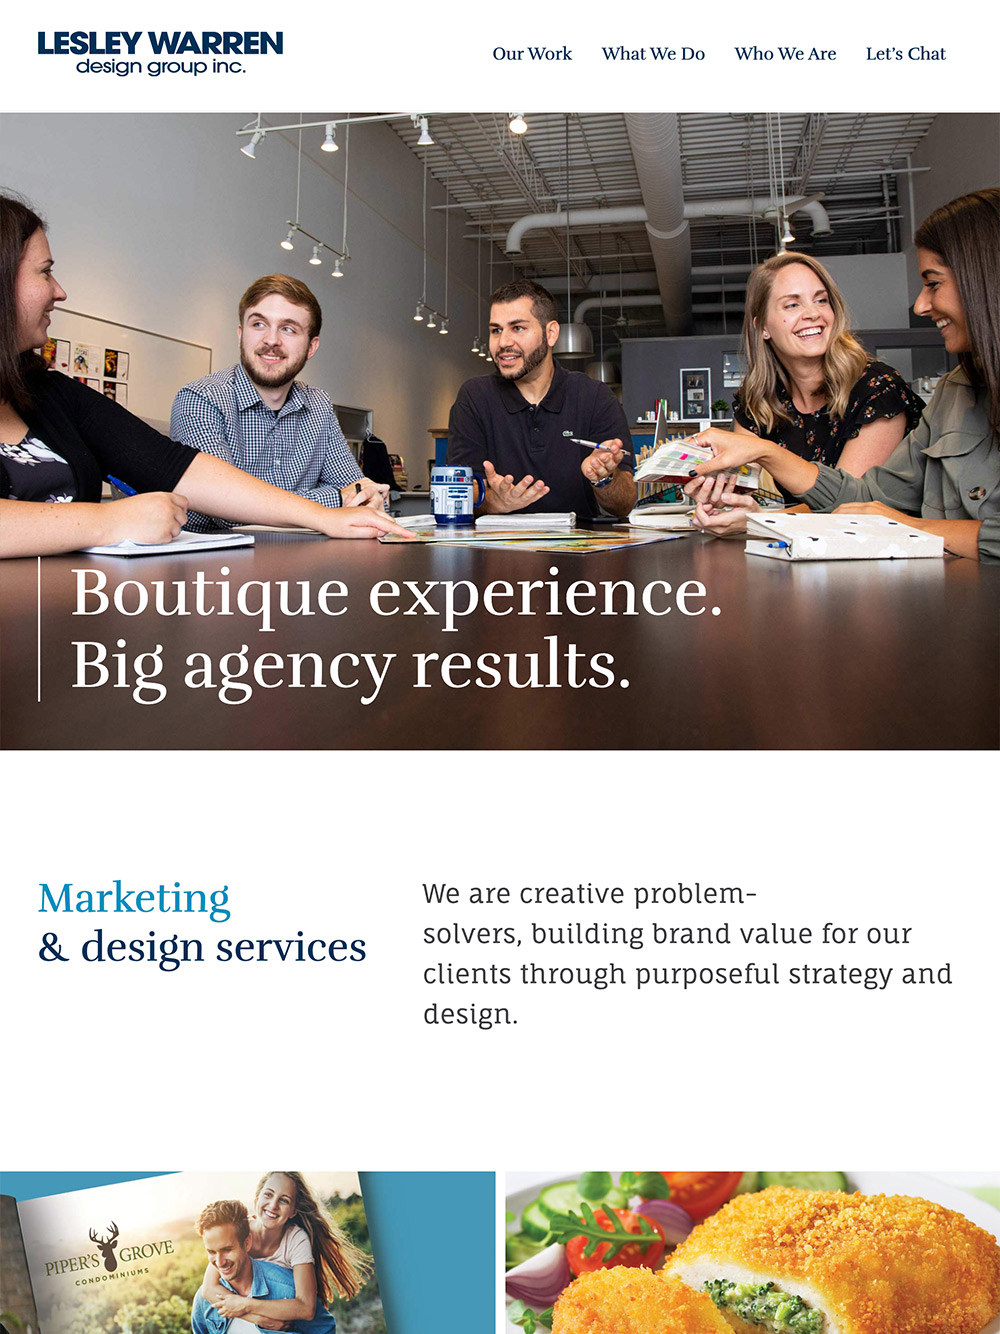 LESLEY WARREN
design group inc.
Our Work What We Do Who We Are Let's Chat
Boutique experience.
Big agency results.
Marketing
& design services
We are creative problem-
solvers, building brand value for our
clients through purposeful strategy and
design.
PIPER'S GROVE
CONDOMINIUMS